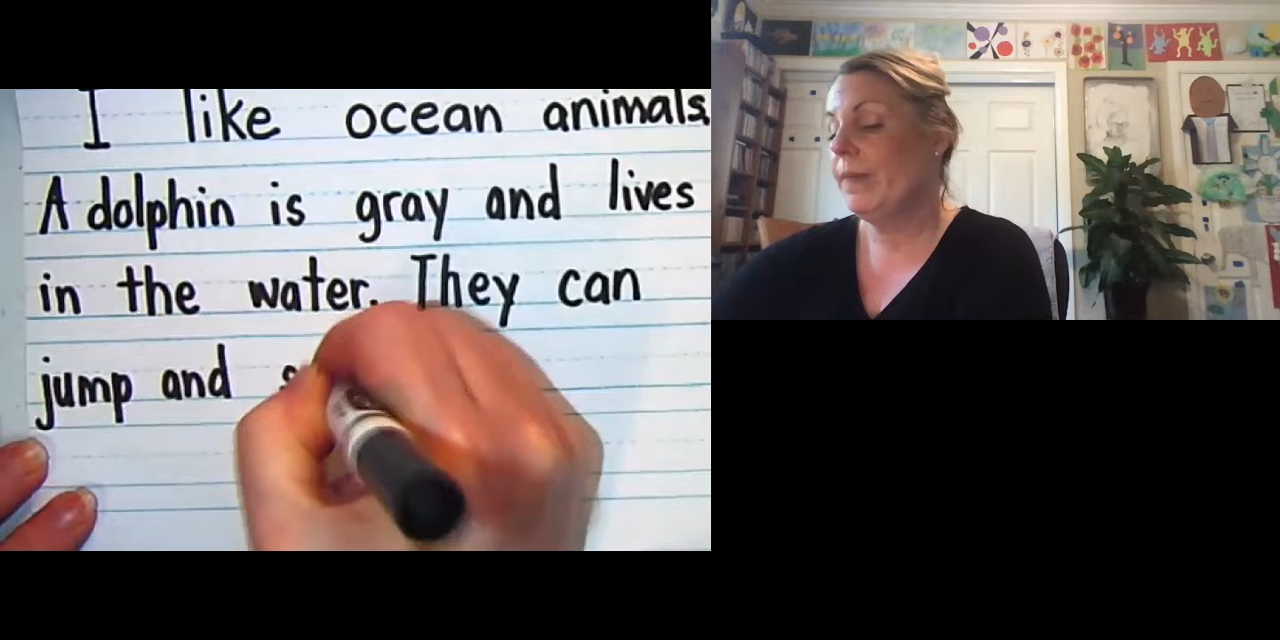 I like ocean animals.
A dolphin is gray and lives
in the water. They can
jump and